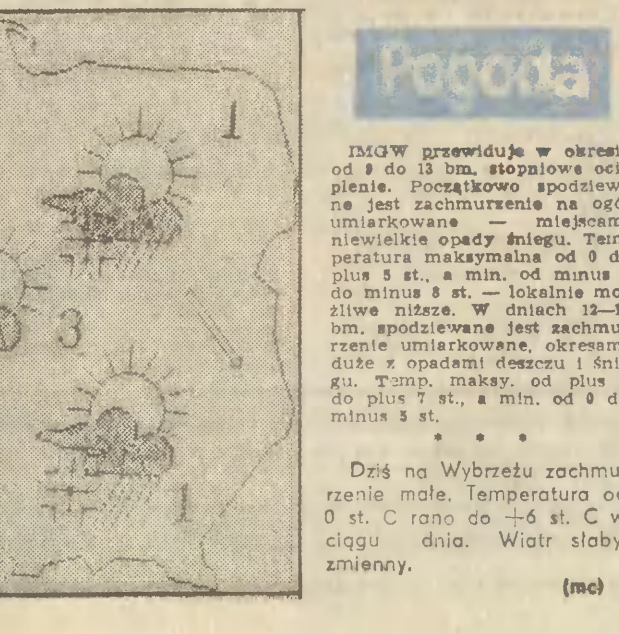 Pogoda
1
3
1
IMGW przewiduje w okresi
od 9 do 13 bm. stopniowe oci
plenie. Początkowo spodziew
ne jest zachmurzenie na ogó
umiarkowane — miejscam
niewielkie opady śniegu. Tem
peratura maksymalna od 0 d
plus 5 st., a min. od minus
do minus 8 st. — lokalnie mo
żliwe niższe. W dniach 12—1
bm. spodziewane jest zachmu
rzenie umiarkowane, okresam
duże z opadami deszczu i śni
gu. Temp. maksy. od plus
do plus 7 st., a min. od 0 d
minus 5 st.
* * *
Dziś na Wybrzeżu zachmu
rzenie małe. Temperatura od
0 st. C rano do +6 st. C w
ciągu dnia. Wiatr słaby
zmienny.
(mc)